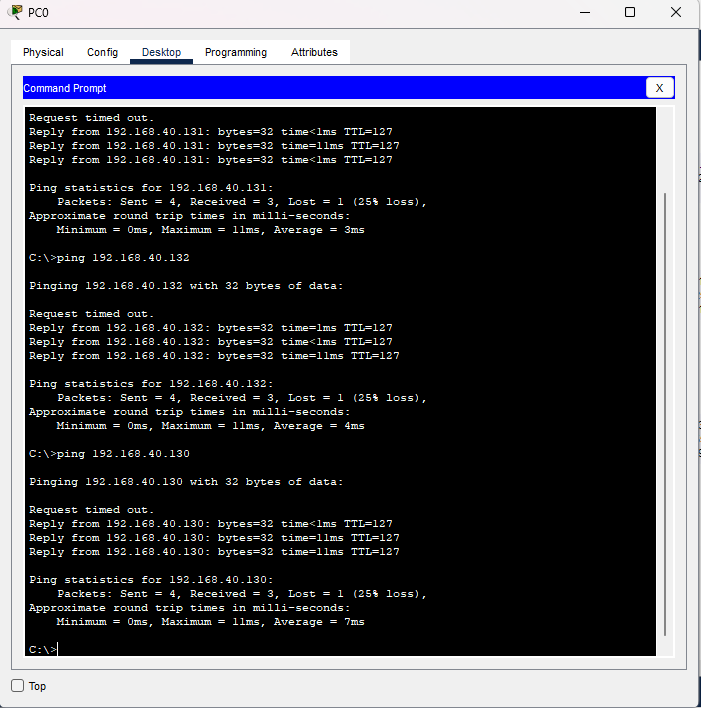 PC0
Physical Config Desktop Programming Attributes
Command Prompt X
Request timed out.
Reply from 192.168.40.131: bytes=32 time<1ms TTL=127
Reply from 192.168.40.131: bytes=32 time=11ms TTL=127
Reply from 192.168.40.131: bytes=32 time<1ms TTL=127
Ping statistics for 192.168.40.131:
Packets: Sent = 4, Received = 3, Lost = 1 (25% loss),
Approximate round trip times in milli-seconds:
Minimum = 0ms, Maximum = 11ms, Average = 3ms
C:\>ping 192.168.40.132
Pinging 192.168.40.132 with 32 bytes of data:
Request timed out.
Reply from 192.168.40.132: bytes=32 time=1ms TTL=127
Reply from 192.168.40.132: bytes=32 time<1ms TTL=127
Reply from 192.168.40.132: bytes=32 time=11ms TTL=127
Ping statistics for 192.168.40.132:
Packets: Sent = 4, Received = 3, Lost = 1 (25% loss),
Approximate round trip times in milli-seconds:
Minimum = 0ms, Maximum = 11ms, Average = 4ms
C:\>ping 192.168.40.130
Pinging 192.168.40.130 with 32 bytes of data:
Request timed out.
Reply from 192.168.40.130: bytes=32 time<1ms TTL=127
Reply from 192.168.40.130: bytes=32 time=11ms TTL=127
Reply from 192.168.40.130: bytes=32 time=11ms TTL=127
Ping statistics for 192.168.40.130:
Packets: Sent = 4, Received = 3, Lost = 1 (25% loss),
Approximate round trip times in milli-seconds:
Minimum = 0ms, Maximum = 11ms, Average = 7ms
C:\>
Top